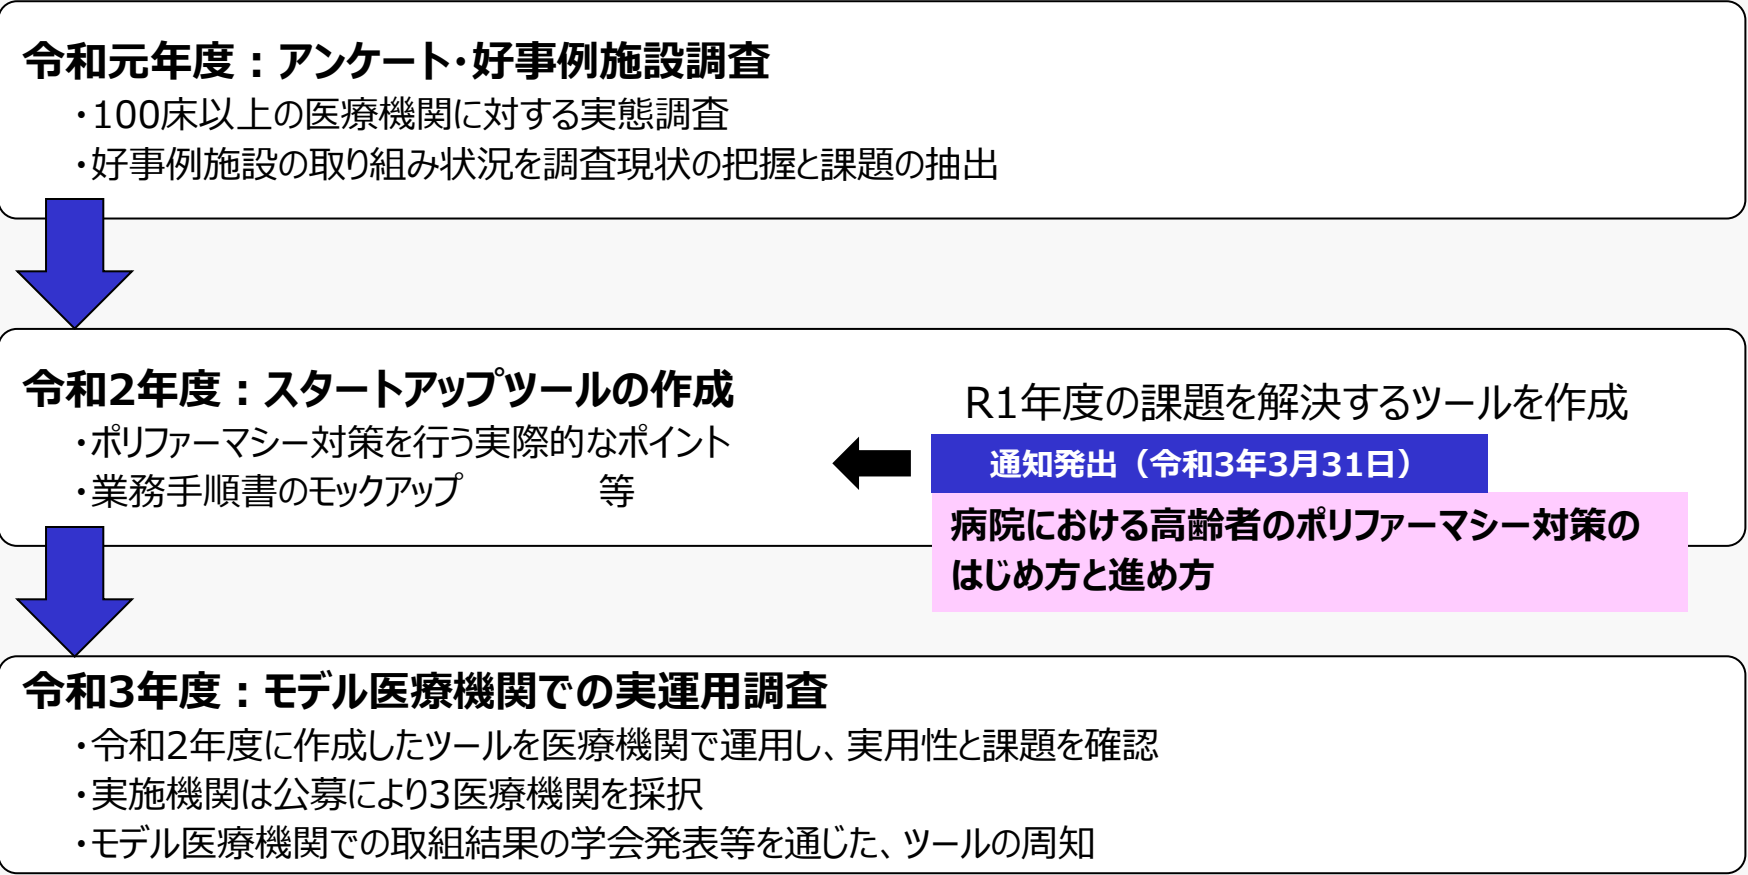 令和元年度：アンケート・好事例施設調査
・100床以上の医療機関に対する実態調査
・好事例施設の取り組み状況を調査現状の把握と課題の抽出
令和2年度：スタートアップツールの作成
・ポリファーマシー対策を行う実際的なポイント
・業務手順書のモックアップ　　　　等
R1年度の課題を解決するツールを作成
通知発出（令和3年3月31日）
病院における高齢者のポリファーマシー対策の
はじめ方と進め方
令和3年度：モデル医療機関での実運用調査
・令和2年度に作成したツールを医療機関で運用し、実用性と課題を確認
・実施機関は公募により3医療機関を採択
・モデル医療機関での取組結果の学会発表等を通じた、ツールの周知